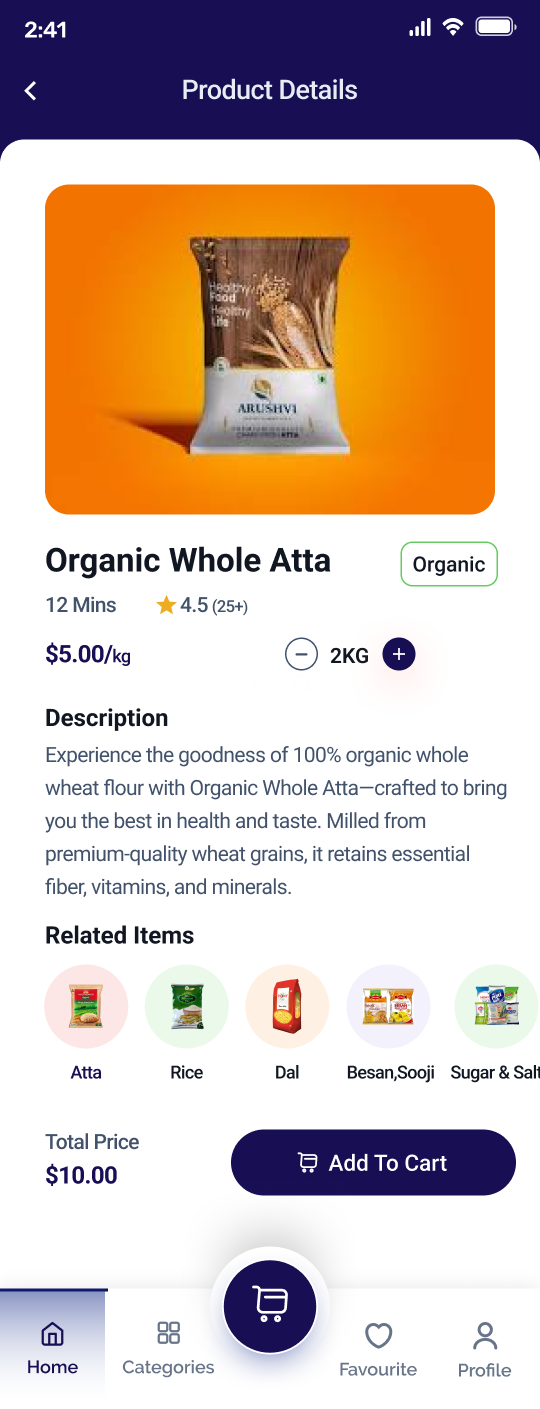 2:41
Product Details
Healthy
Food
Healthy
Life
ARUSHVI
ATTA
Organic Whole Atta
Organic
12 Mins
4.5 (25+)
$5.00/kg
2KG
Description
Experience the goodness of 100% organic whole
wheat flour with Organic Whole Atta—crafted to bring
you the best in health and taste. Milled from
premium-quality wheat grains, it retains essential
fiber, vitamins, and minerals.
Related Items
Atta
Rice
Dal
Besan,Sooji
Sugar & Salt
Total Price
$10.00
Add To Cart
Home
Categories
Favourite
Profile